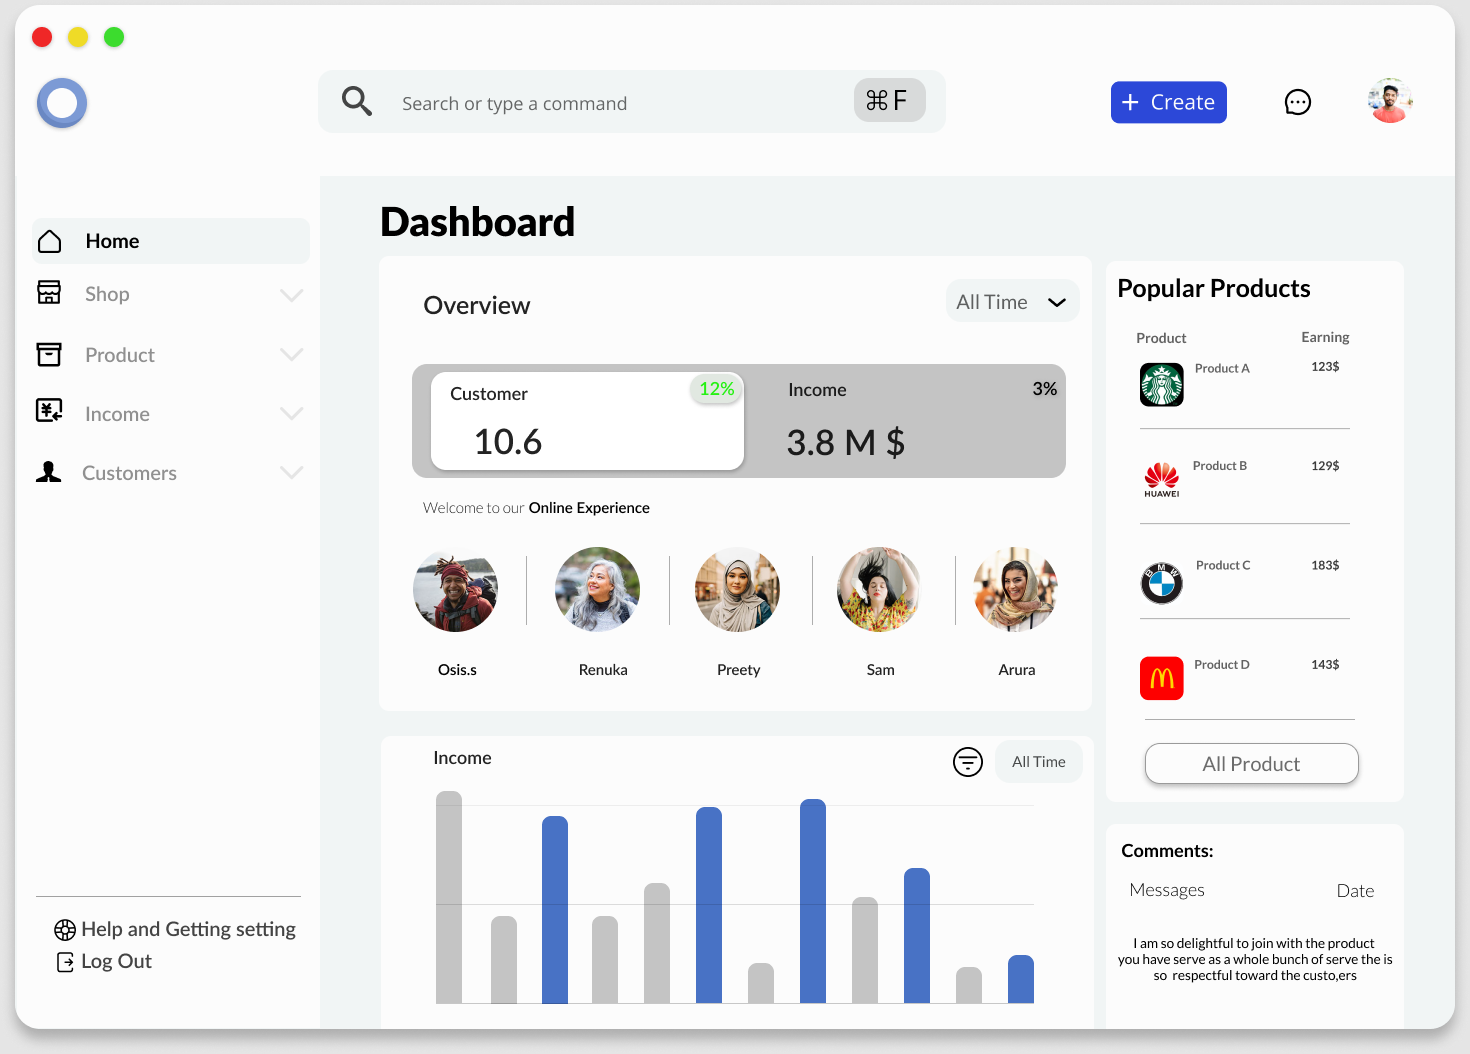 Search or type a command
⌘F
+ Create
Home
Shop
Product
Income
Customers
Help and Getting setting
Log Out
Dashboard
Overview
All Time
Customer
12%
10.6
Income
3%
3.8 M $
Welcome to our Online Experience
Osis.s
Renuka
Preety
Sam
Arura
Income
All Time
Popular Products
Product
Earning
Product A
123$
HUAWEI
Product B
129$
BMW
Product C
183$
Product D
143$
All Product
Comments:
Messages
Date
I am so delightful to join with the product
you have serve as a whole bunch of serve the is
so respectful toward the custo,ers